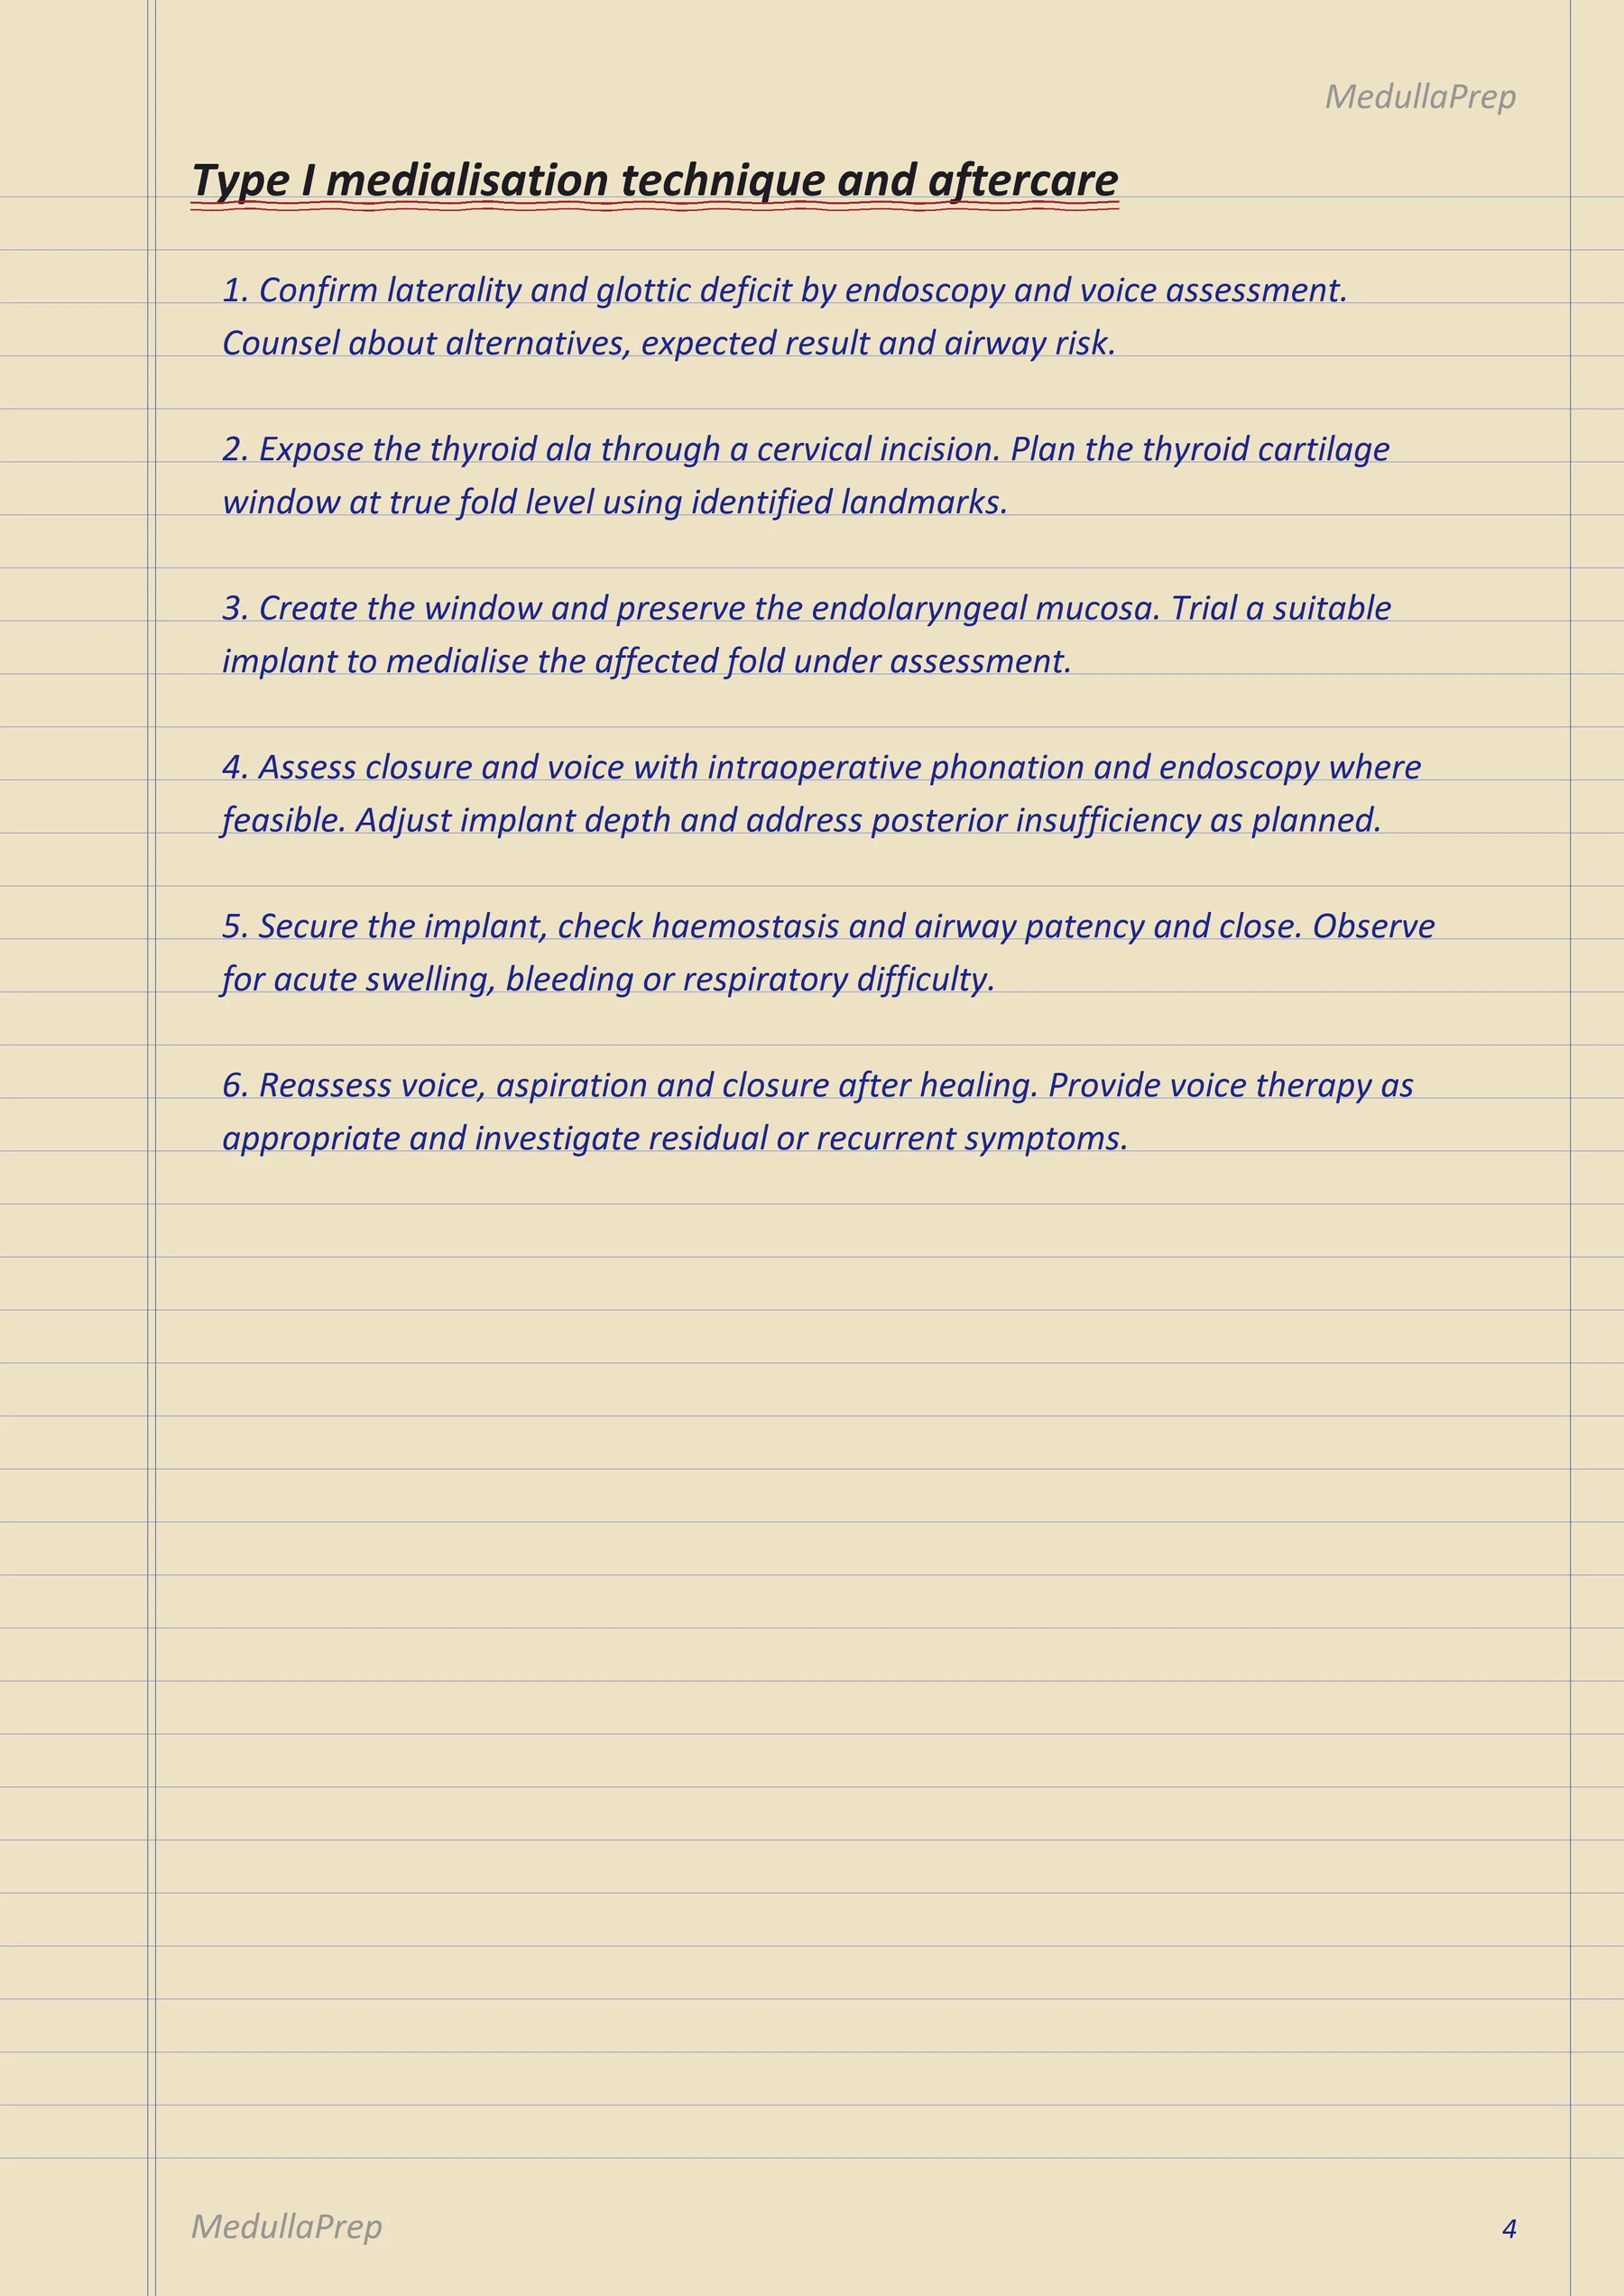 MedullaPrep
Type I medialisation technique and aftercare
1. Confirm laterality and glottic deficit by endoscopy and voice assessment.
Counsel about alternatives, expected result and airway risk.
2. Expose the thyroid ala through a cervical incision. Plan the thyroid cartilage
window at true fold level using identified landmarks.
3. Create the window and preserve the endolaryngeal mucosa. Trial a suitable
implant to medialise the affected fold under assessment.
4. Assess closure and voice with intraoperative phonation and endoscopy where
feasible. Adjust implant depth and address posterior insufficiency as planned.
5. Secure the implant, check haemostasis and airway patency and close. Observe
for acute swelling, bleeding or respiratory difficulty.
6. Reassess voice, aspiration and closure after healing. Provide voice therapy as
appropriate and investigate residual or recurrent symptoms.
MedullaPrep
4